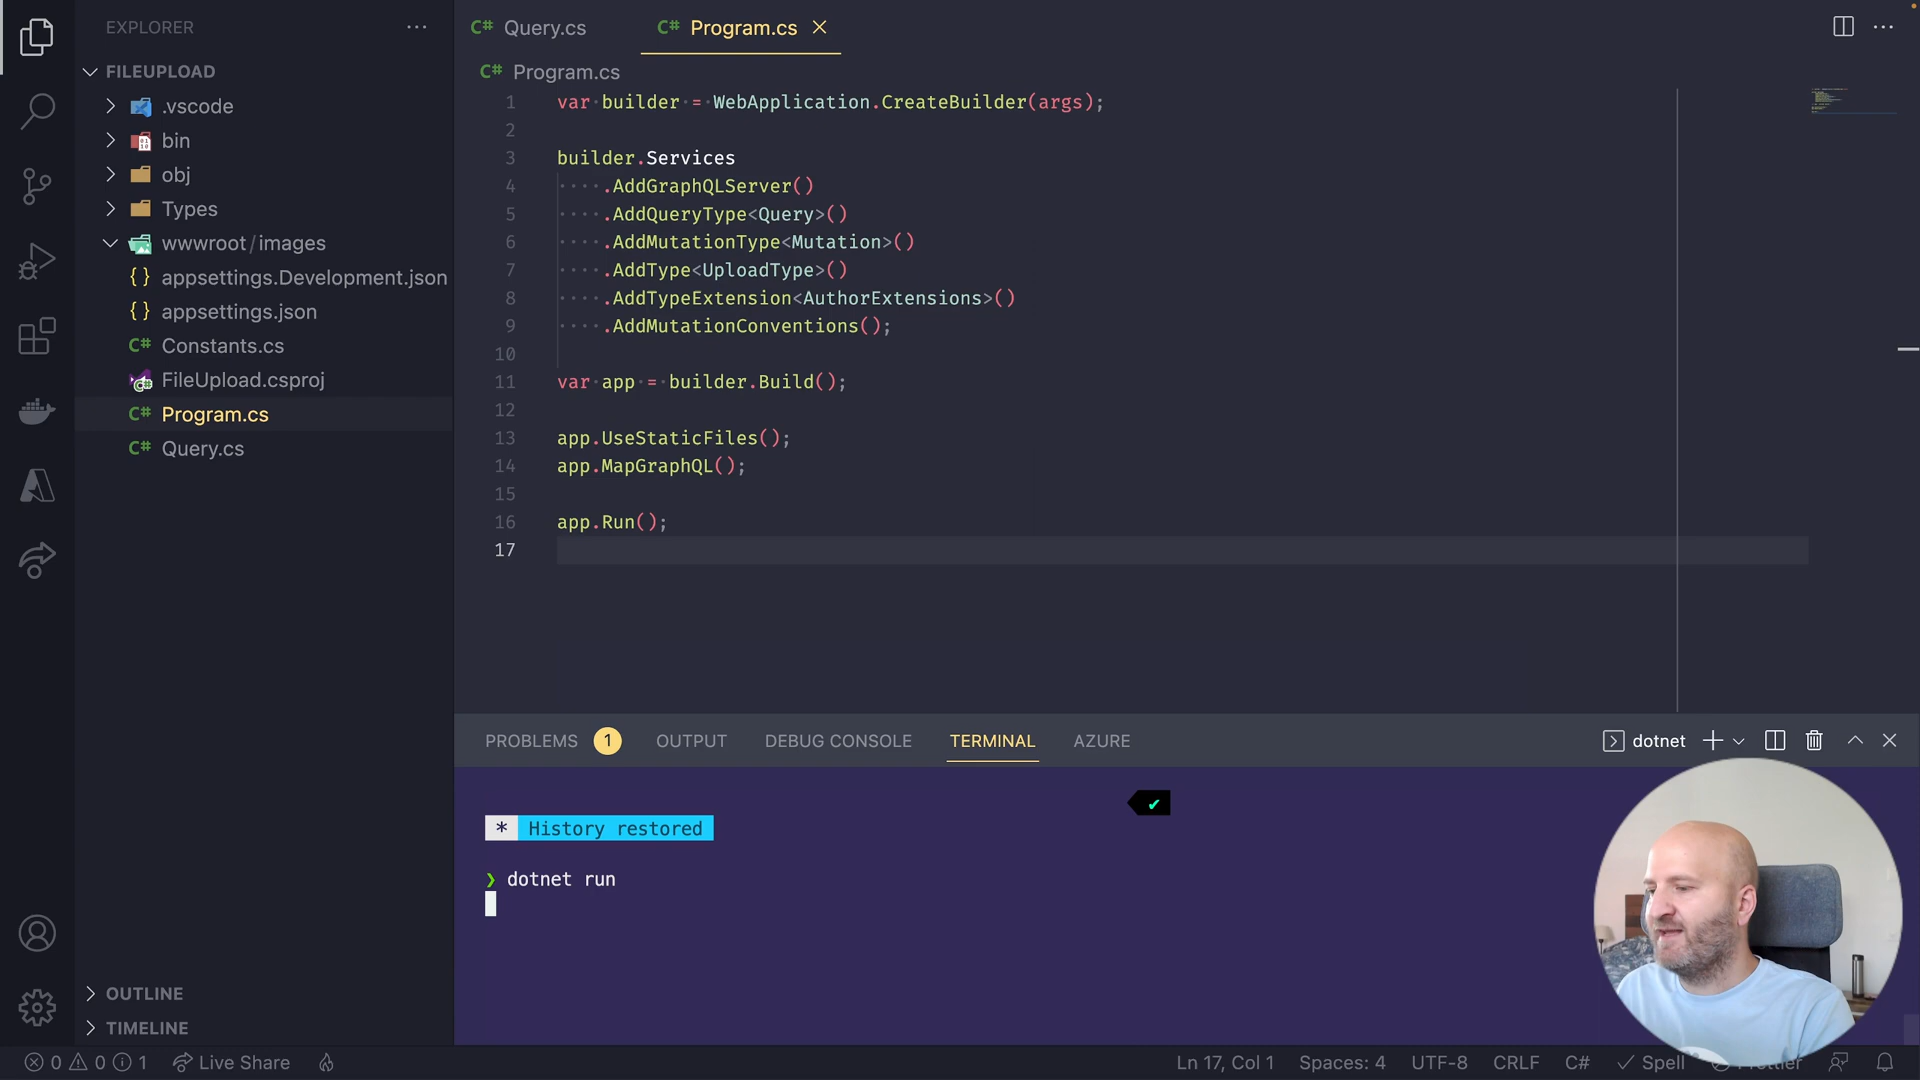 EXPLORER
FILEUPLOAD
.vscode
bin
obj
Types
wwwroot/images
{} appsettings.Development.json
{} appsettings.json
C# Constants.cs
FileUpload.csproj
C# Program.cs
C# Query.cs
OUTLINE
TIMELINE
C# Query.cs
C# Program.cs
C# Program.cs
1 var builder = WebApplication.CreateBuilder(args);
2
3 builder.Services
4 ····.AddGraphQLServer()
5 ····.AddQueryType<Query>()
6 ····.AddMutationType<Mutation>()
7 ····.AddType<UploadType>()
8 ····.AddTypeExtension<AuthorExtensions>()
9 ····.AddMutationConventions();
10
11 var app = builder.Build();
12
13 app.UseStaticFiles();
14 app.MapGraphQL();
15
16 app.Run();
17
PROBLEMS 1 OUTPUT DEBUG CONSOLE TERMINAL AZURE
dotnet
* History restored
❯ dotnet run
0 0 1 Live Share
Ln 17, Col 1 Spaces: 4 UTF-8 CRLF C# Spell